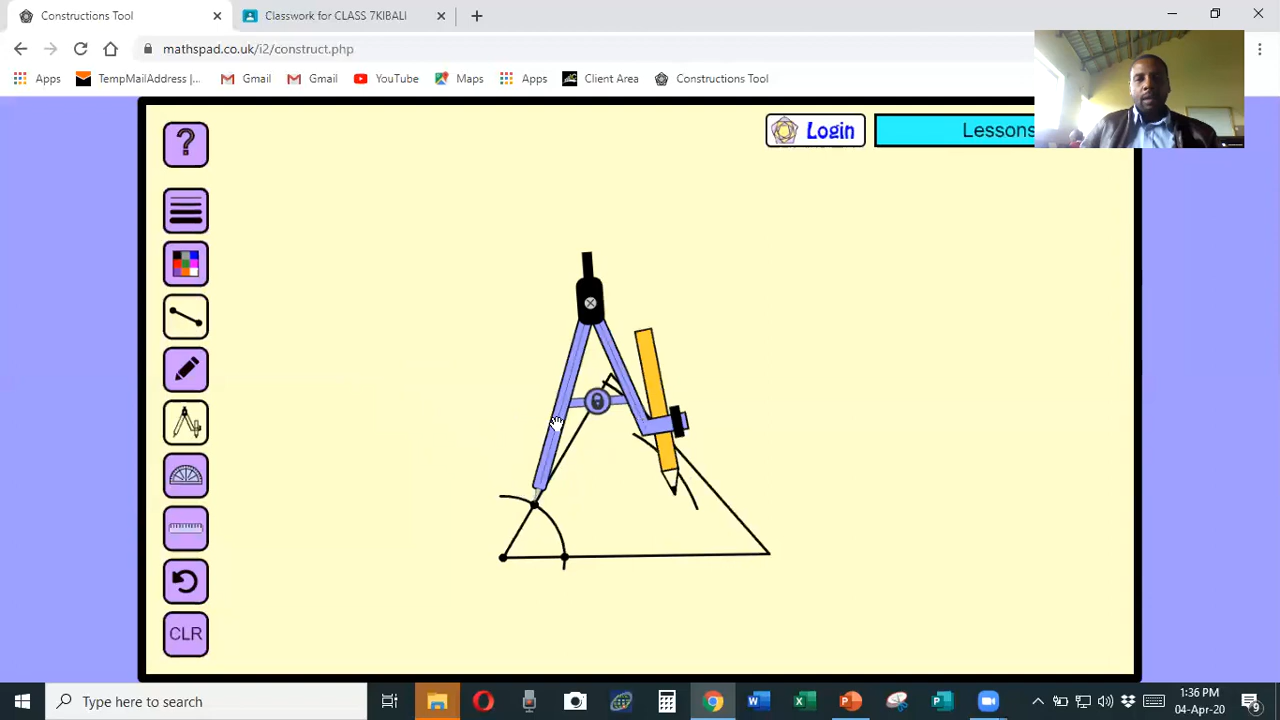 Constructions Tool
Classwork for CLASS 7KIBALI
mathspad.co.uk/i2/construct.php
Apps
TempMailAddress |...
Gmail
Gmail
YouTube
Maps
Apps
Client Area
Constructions Tool
?
Login
Lessons
CLR
Type here to search
1:36 PM
04-Apr-20
9